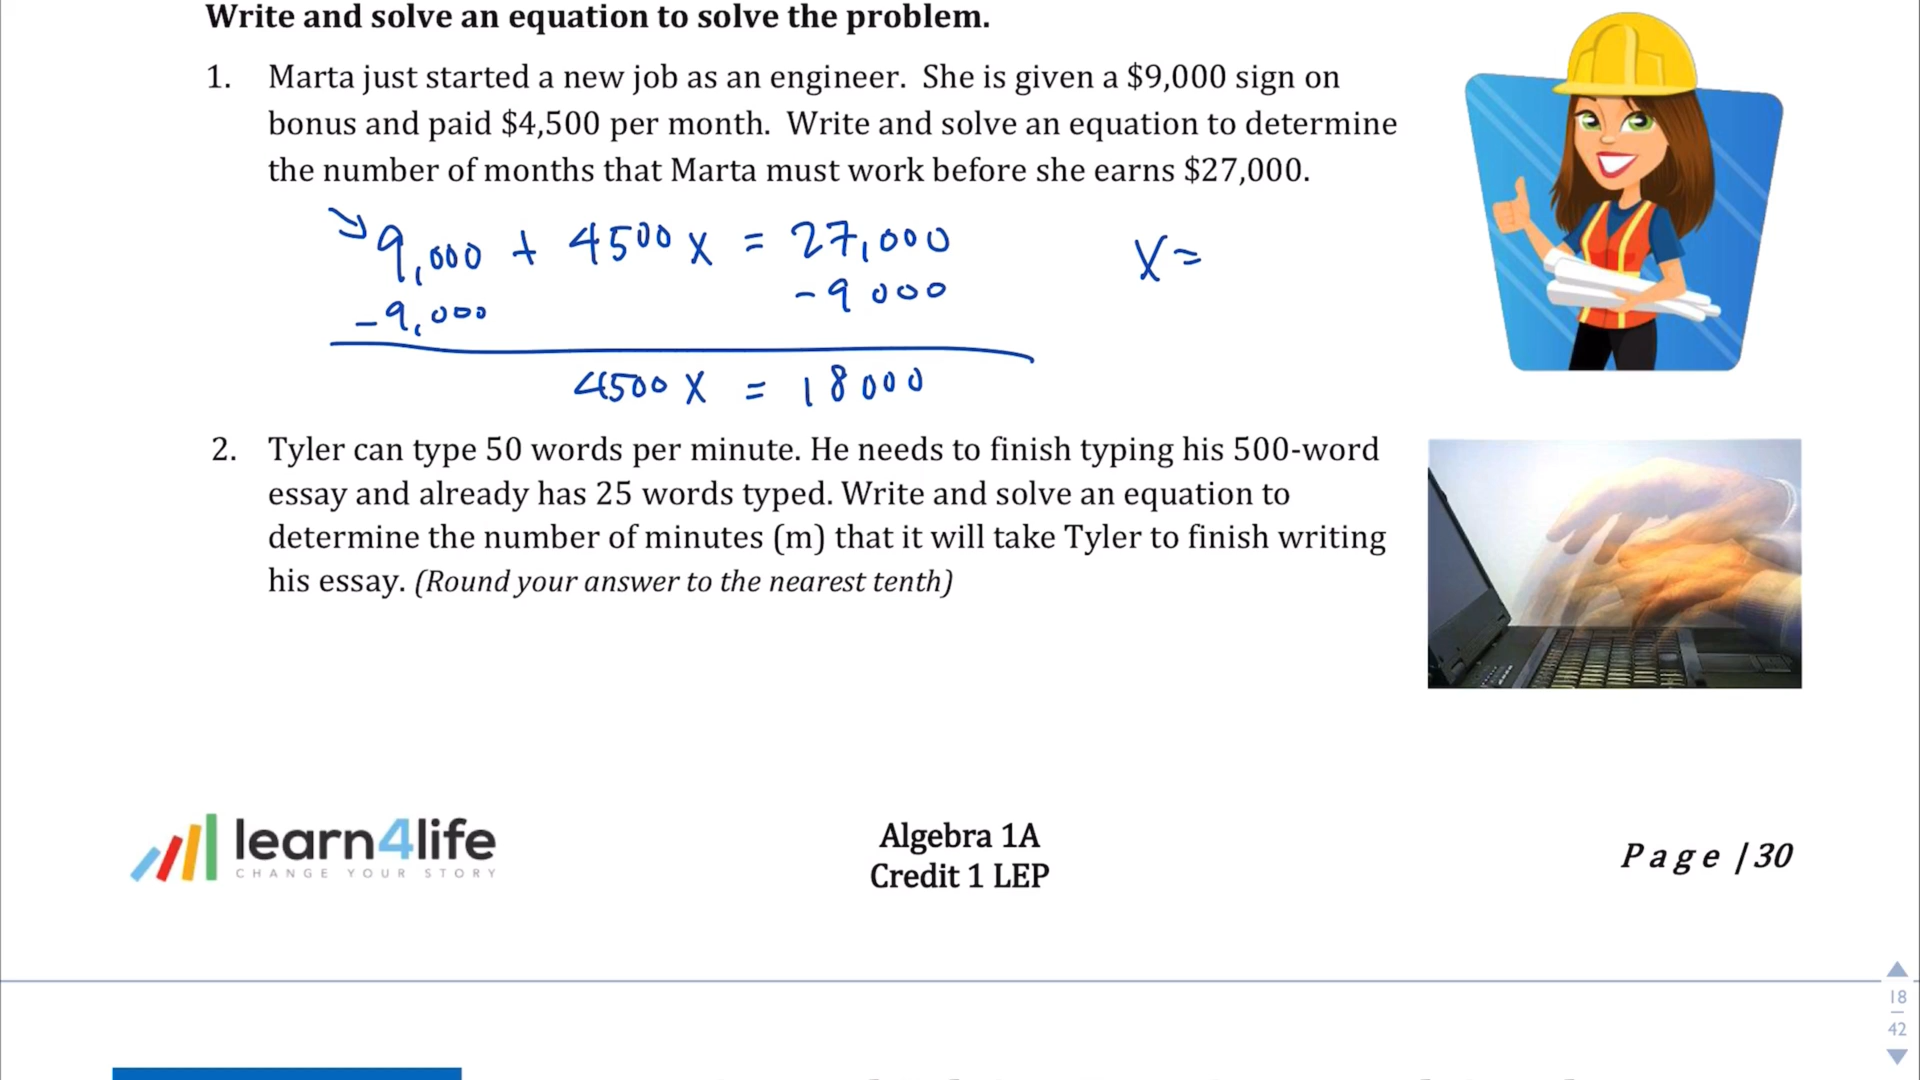 Write and solve an equation to solve the problem.
1. Marta just started a new job as an engineer. She is given a $9,000 sign on
bonus and paid $4,500 per month. Write and solve an equation to determine
the number of months that Marta must work before she earns $27,000.
9,000 + 4500 x = 27,000
x =
-9,000 -9 000
4500 x = 18000
2. Tyler can type 50 words per minute. He needs to finish typing his 500-word
essay and already has 25 words typed. Write and solve an equation to
determine the number of minutes (m) that it will take Tyler to finish writing
his essay. (Round your answer to the nearest tenth)
learn4life
CHANGE YOUR STORY
Algebra 1A
Credit 1 LEP
Page | 30
18
42